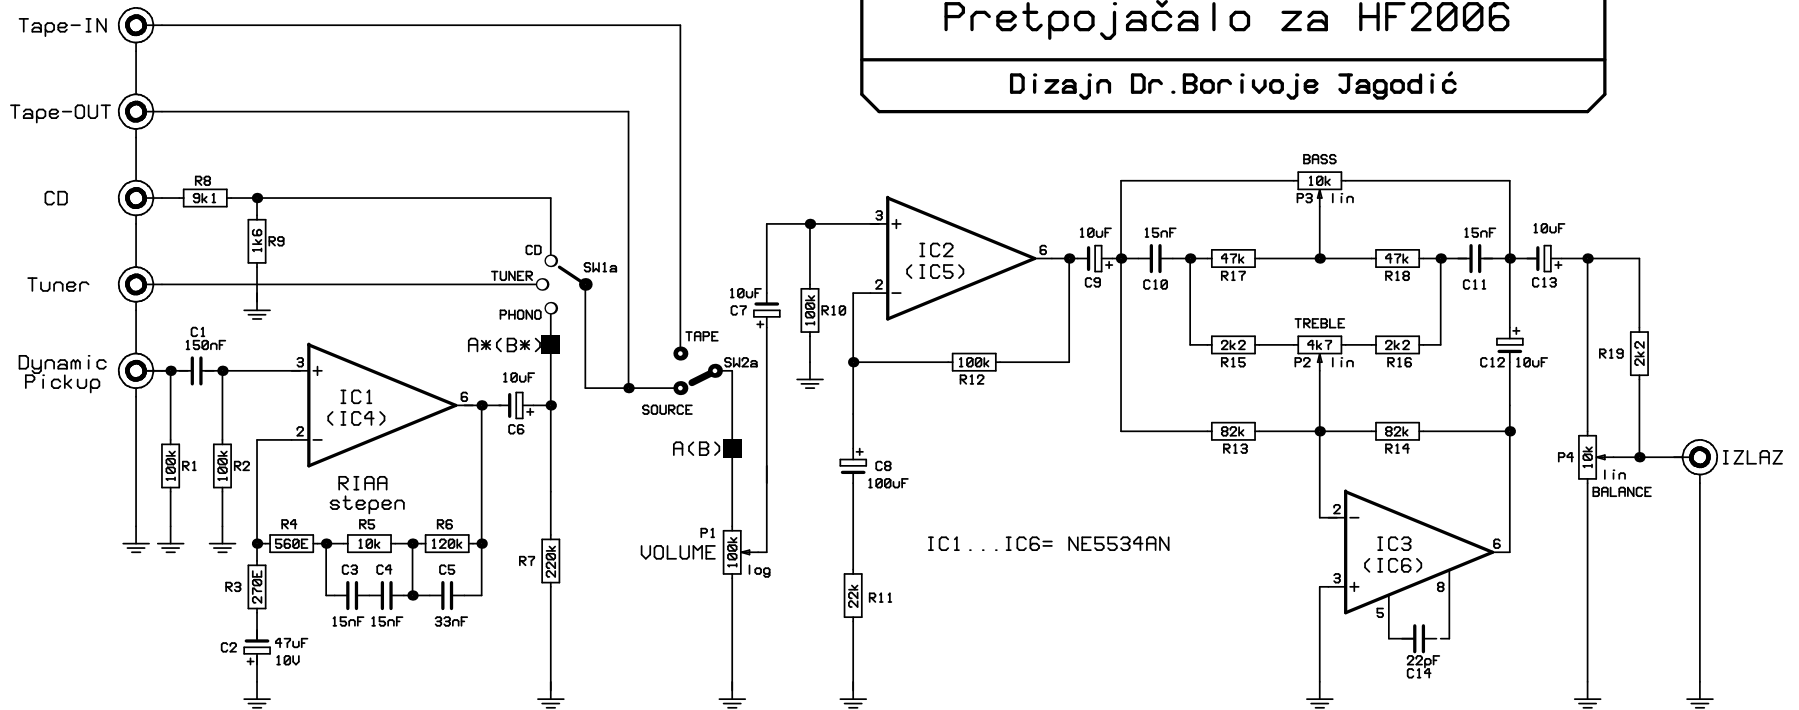 Pretpojačalo za HF2006
Dizajn Dr.Borivoje Jagodić
Tape-IN
Tape-OUT
CD
R8
9k1
1k6
R9
Tuner
CD
TUNER
PHONO
SW1a
A*(B*)
Dynamic
Pickup
C1
150nF
100k
R1
100k
R2
3
+
2
-
6
IC1
(IC4)
RIAA
stepen
10uF
+
C6
R4
560E
R5
10k
R6
120k
R3
270E
C3
C4
C5
15nF
15nF
33nF
C2
47uF
10V
+
R7
220k
TAPE
SW2a
SOURCE
A(B)
P1
VOLUME
100k
log
10uF
C7
+
100k
R10
3
+
2
-
6
IC2
(IC5)
100k
R12
+
C8
100uF
22k
R11
IC1...IC6= NE5534AN
10uF
+
C9
15nF
C10
BASS
10k
P3
lin
47k
R17
47k
R18
15nF
C11
10uF
+
C13
TREBLE
2k2
R15
4k7
P2
lin
2k2
R16
+
C12
10uF
82k
R13
82k
R14
2
-
3
+
6
8
5
IC3
(IC6)
22pF
C14
R19
2k2
P4
10k
lin
BALANCE
IZLAZ